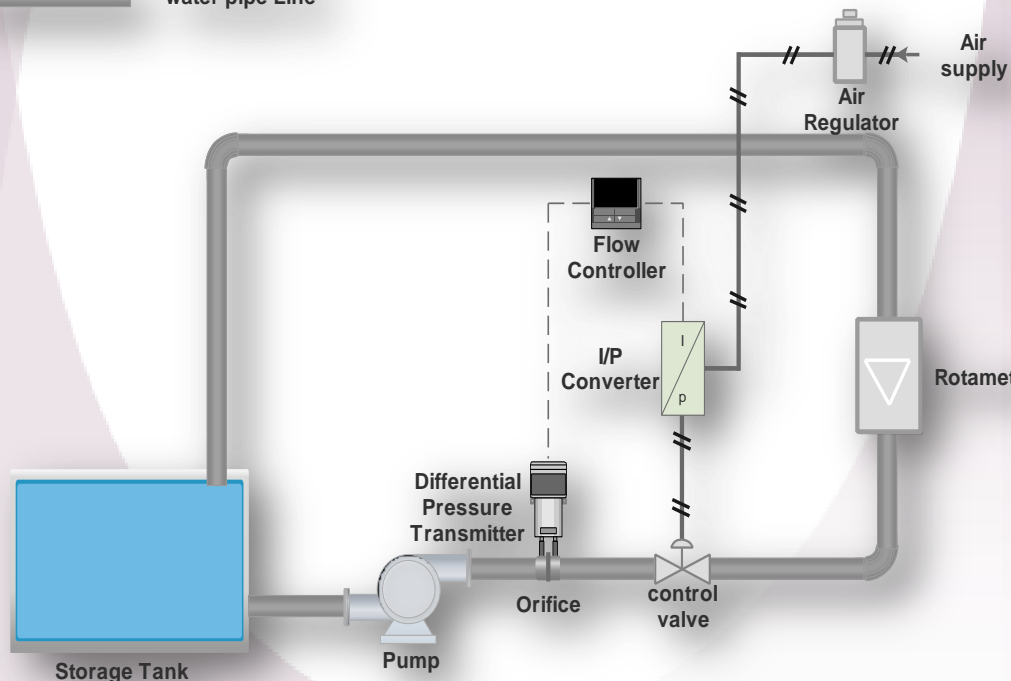 water pipe Line
Air
supply
Air
Regulator
Flow
Controller
I/P
Converter
I
p
Differential
Pressure
Transmitter
Orifice
control
valve
Pump
Storage Tank
Rotamet